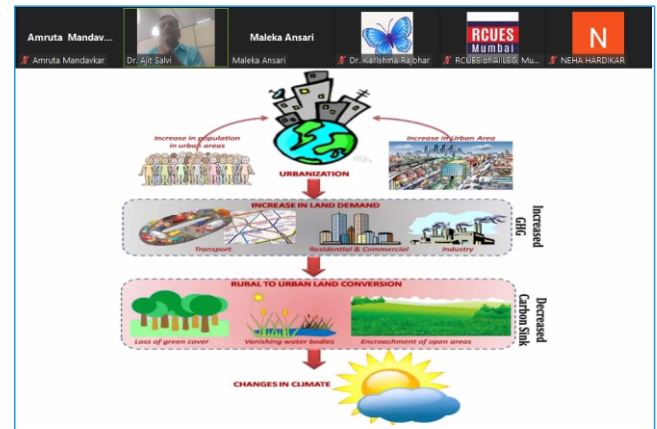 Amruta Mandav...
Maleka Ansari
RCUES
Mumbai
N
Amruta Mandavkar
Dr. Ajit Salvi
Maleka Ansari
Dr. Karishma Rajbhar
RCUES of AIILSG Mu...
NEHA HARDIKAR
Increase in population
in urban areas
Increase in Urban Area
URBANIZATION
INCREASE IN LAND DEMAND
Transport
Residential & Commercial
Industry
Increased
GHG
RURAL TO URBAN LAND CONVERSION
Loss of green cover
Vanishing water bodies
Encroachment of open areas
Decreased
Carbon Sink
CHANGES IN CLIMATE